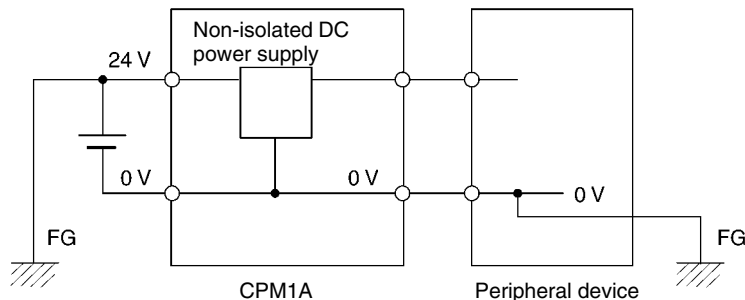 Non-isolated DC
power supply
24 V
0 V
0 V
0 V
FG
FG
CPM1A
Peripheral device